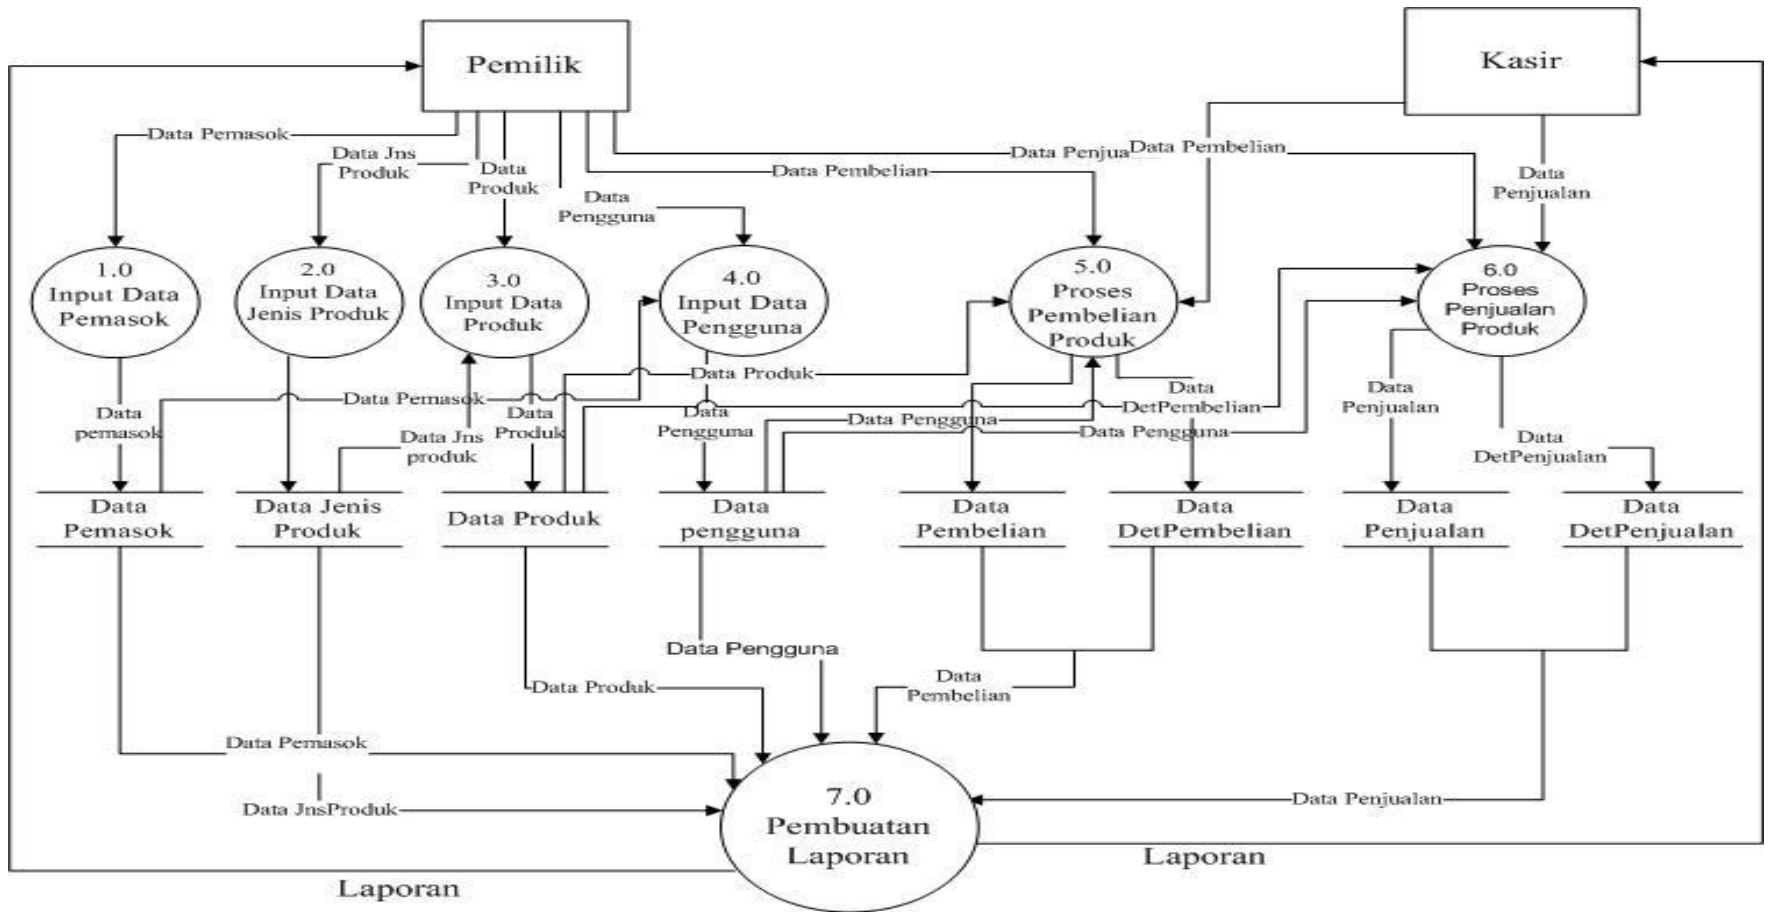 Pemilik
Kasir
Data Pemasok
Data Jns
Produk
Data
Produk
Data
Pengguna
Data Pembelian
Data Penjua
Data Pembelian
Data
Penjualan
1.0
Input Data
Pemasok
2.0
Input Data
Jenis Produk
3.0
Input Data
Produk
4.0
Input Data
Pengguna
5.0
Proses
Pembelian
Produk
6.0
Proses
Penjualan
Produk
Data Produk
Data Pemasok
Data
pemasok
Data Jns
produk
Data
Produk
Data
Pengguna
Data Pengguna
Data Pengguna
Data
DetPembelian
Data
Penjualan
Data
DetPenjualan
Data
Pemasok
Data Jenis
Produk
Data Produk
Data
pengguna
Data
Pembelian
Data
DetPembelian
Data
Penjualan
Data
DetPenjualan
Data Pengguna
Data Produk
Data
Pembelian
Data Pemasok
Data JnsProduk
Data Penjualan
7.0
Pembuatan
Laporan
Laporan
Laporan